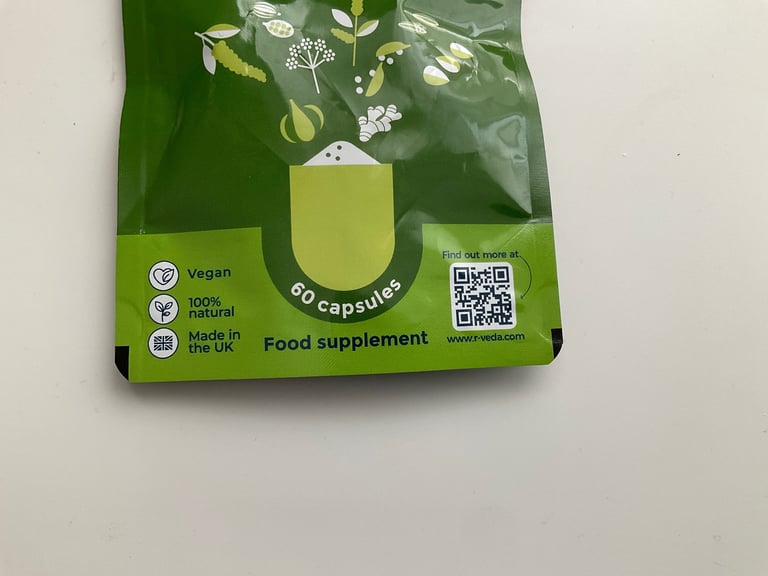 60 capsules
Vegan
100%
natural
Made in
the UK
Food supplement
Find out more at
www.r-veda.com